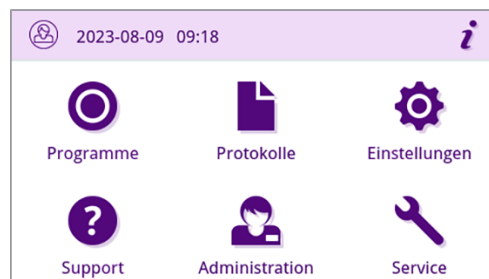 2023-08-09 09:18
Programme Protokolle Einstellungen
Support Administration Service